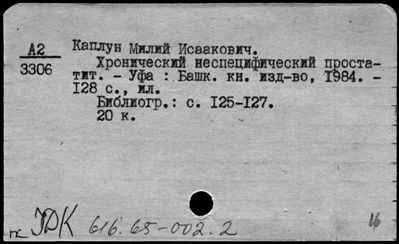 А2
3306
Каплун Милий Исаакович.
Хронический неспецифический проста-
тит. - Уфа : Башк. кн. изд-во, 1984. -
128 с., ил.
Библиогр.: с. 125-127.
20 к.
УДК 616.65-002.2
16